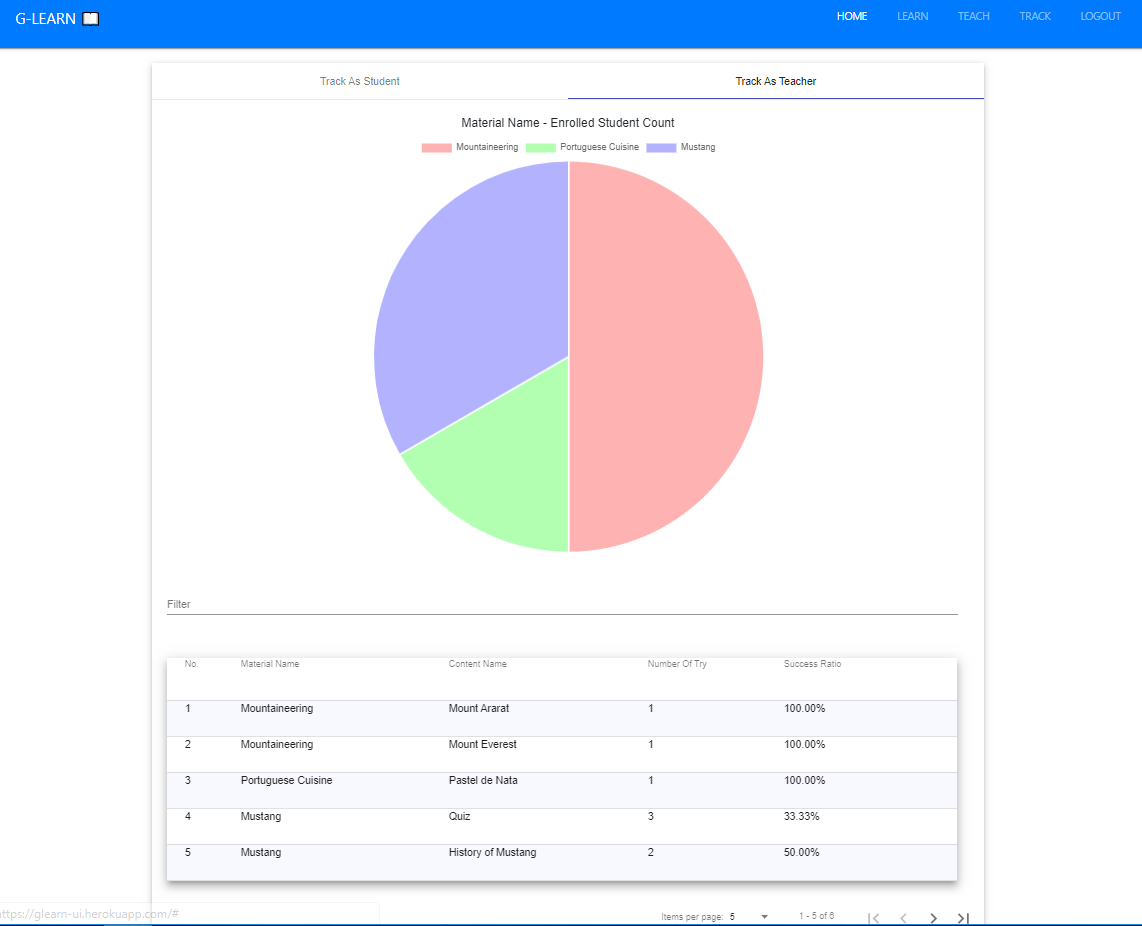 G-LEARN HOME LEARN TEACH TRACK LOGOUT
Track As Student Track As Teacher
Material Name - Enrolled Student Count
Mountaineering Portuguese Cuisine Mustang
Filter
No. Material Name Content Name Number Of Try Success Ratio
1 Mountaineering Mount Ararat 1 100.00%
2 Mountaineering Mount Everest 1 100.00%
3 Portuguese Cuisine Pastel de Nata 1 100.00%
4 Mustang Quiz 3 33.33%
5 Mustang History of Mustang 2 50.00%
https://glearn-ui.herokuapp.com/#
Items per page: 5 1 - 5 of 6